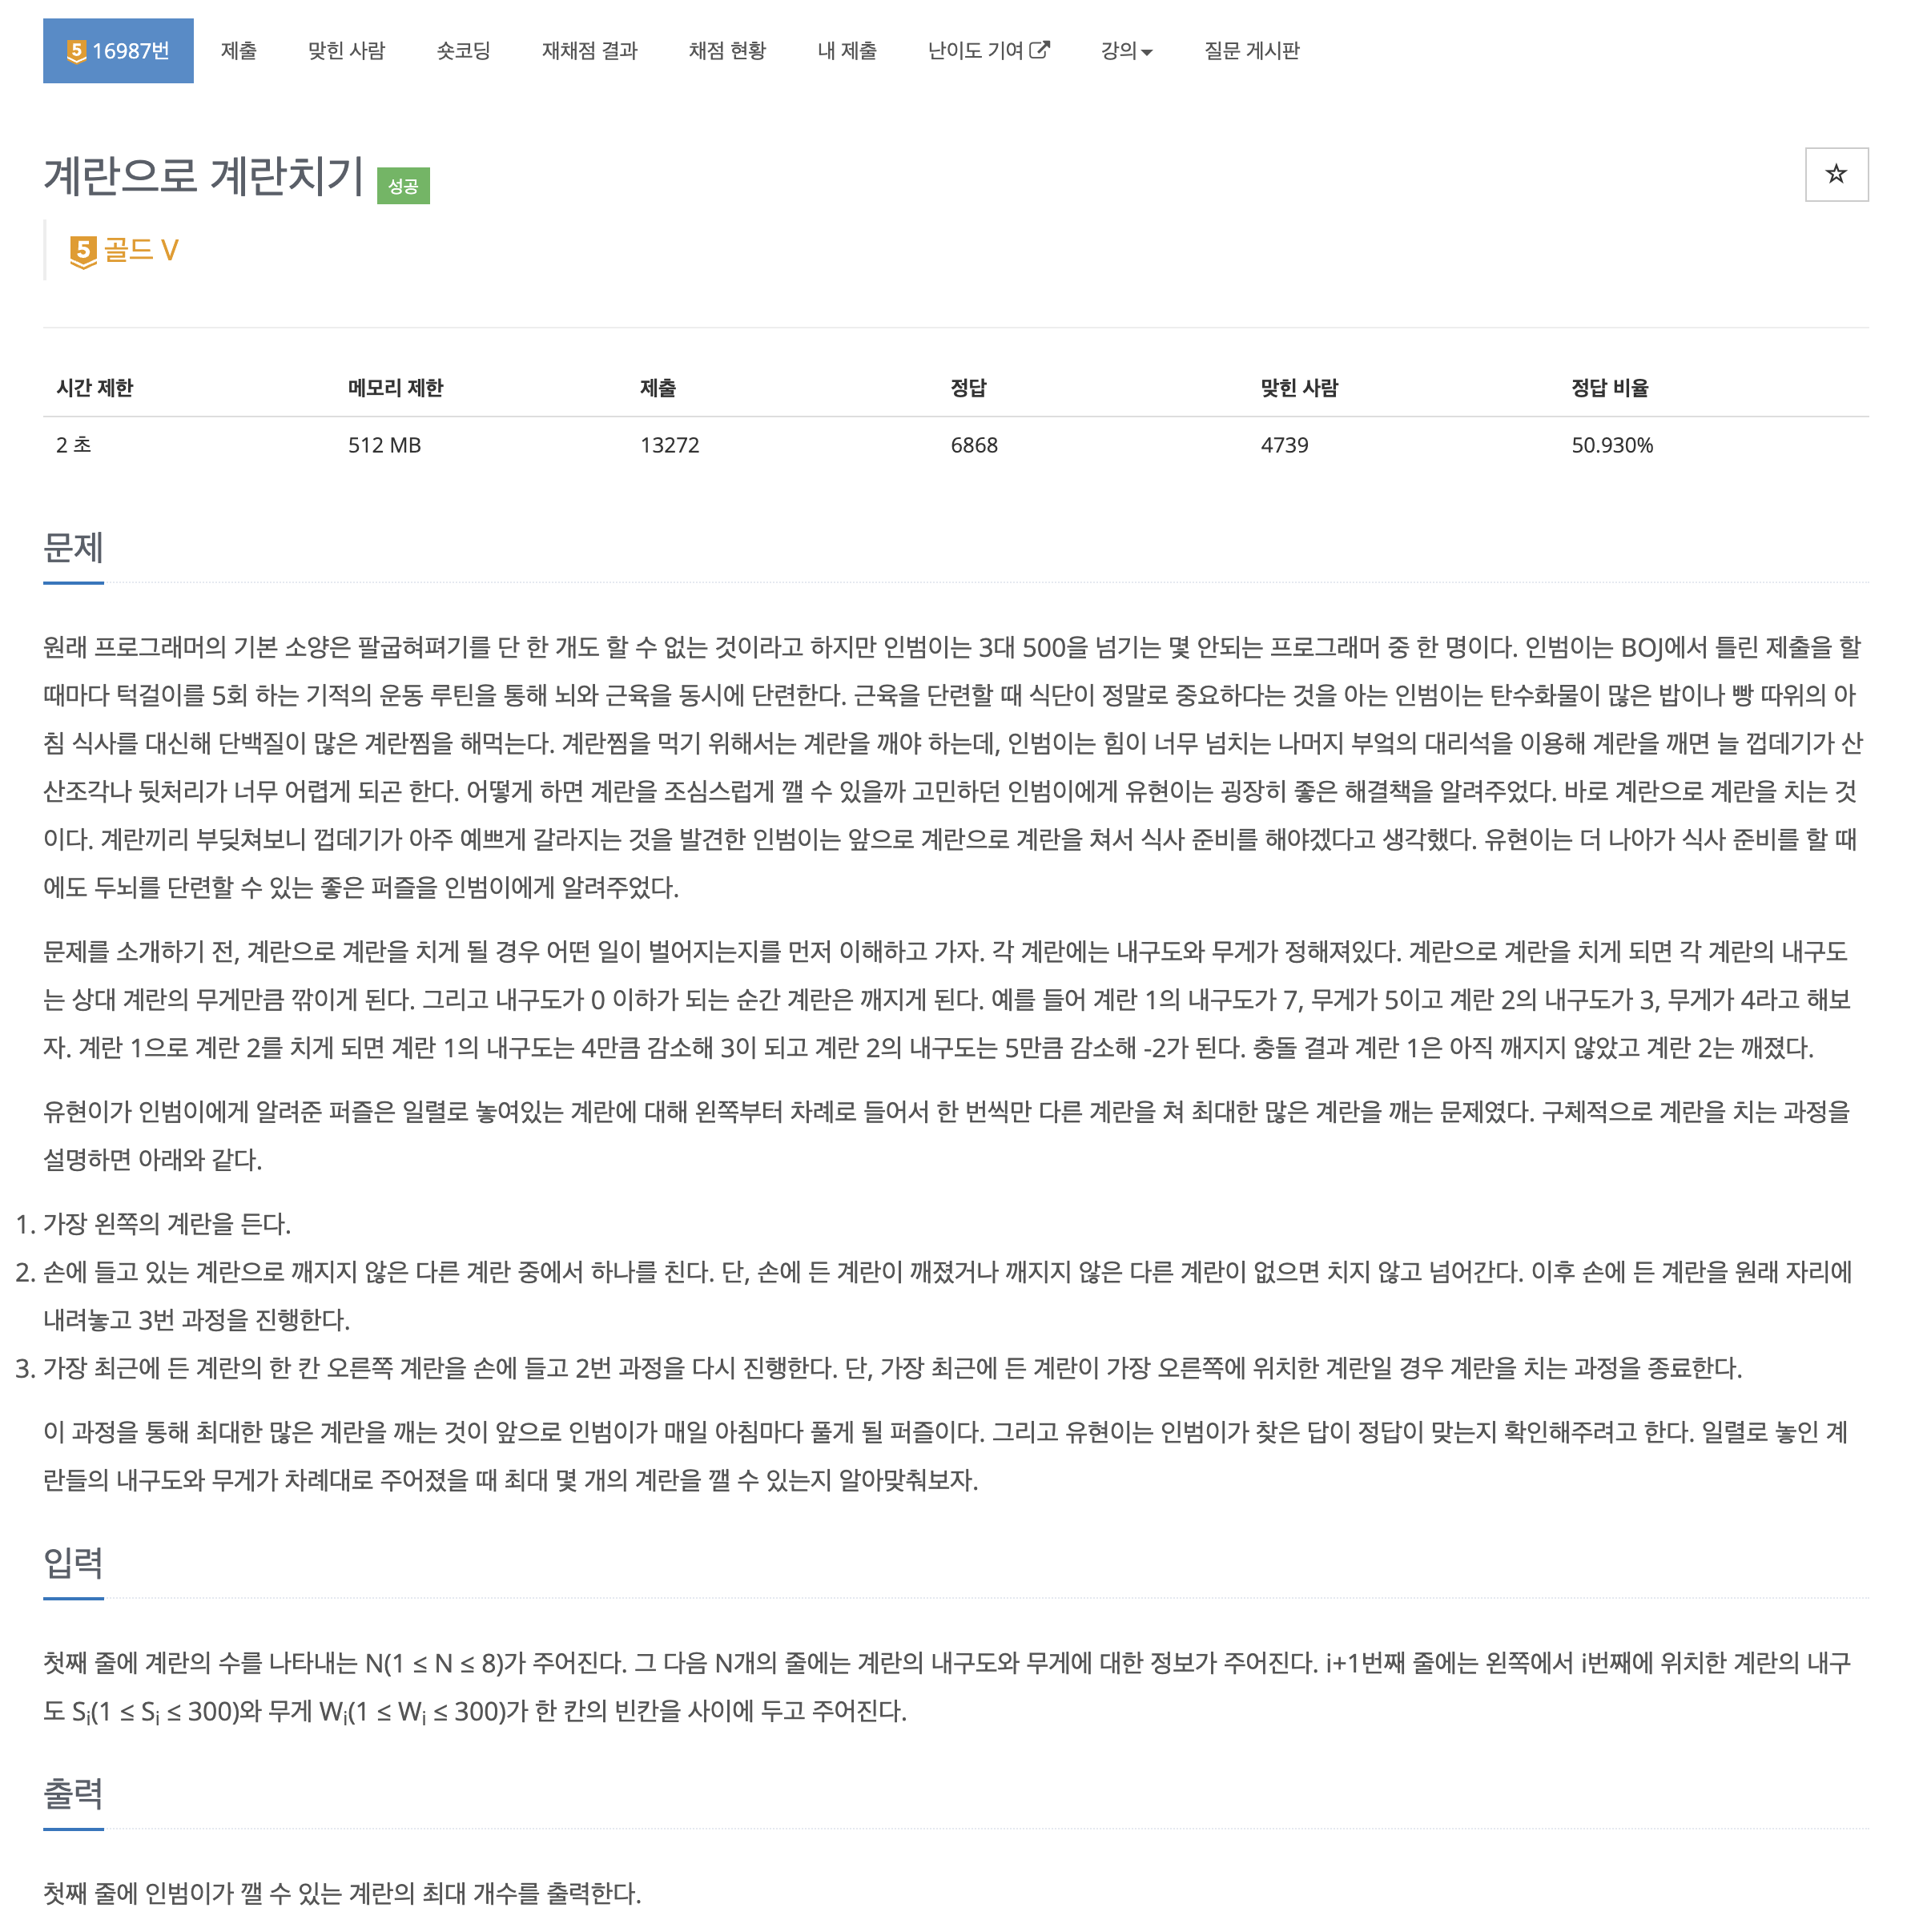 5 16987번 제출 맞힌 사람 숏코딩 재채점 결과 채점 현황 내 제출 난이도 기여 강의 질문 게시판
계란으로 계란치기 성공
5 골드 V
시간 제한 메모리 제한 제출 정답 맞힌 사람 정답 비율
2 초 512 MB 13272 6868 4739 50.930%
문제
원래 프로그래머의 기본 소양은 팔굽혀펴기를 단 한 개도 할 수 없는 것이라고 하지만 인범이는 3대 500을 넘기는 몇 안되는 프로그래머 중 한 명이다. 인범이는 BOJ에서 틀린 제출을 할
때마다 턱걸이를 5회 하는 기적의 운동 루틴을 통해 뇌와 근육을 동시에 단련한다. 근육을 단련할 때 식단이 정말로 중요하다는 것을 아는 인범이는 탄수화물이 많은 밥이나 빵 따위의 아
침 식사를 대신해 단백질이 많은 계란찜을 해먹는다. 계란찜을 먹기 위해서는 계란을 깨야 하는데, 인범이는 힘이 너무 넘치는 나머지 부엌의 대리석을 이용해 계란을 깨면 늘 껍데기가 산
산조각나 뒷처리가 너무 어렵게 되곤 한다. 어떻게 하면 계란을 조심스럽게 깰 수 있을까 고민하던 인범이에게 유현이는 굉장히 좋은 해결책을 알려주었다. 바로 계란으로 계란을 치는 것
이다. 계란끼리 부딪쳐보니 껍데기가 아주 예쁘게 갈라지는 것을 발견한 인범이는 앞으로 계란으로 계란을 쳐서 식사 준비를 해야겠다고 생각했다. 유현이는 더 나아가 식사 준비를 할 때
에도 두뇌를 단련할 수 있는 좋은 퍼즐을 인범이에게 알려주었다.
문제를 소개하기 전, 계란으로 계란을 치게 될 경우 어떤 일이 벌어지는지를 먼저 이해하고 가자. 각 계란에는 내구도와 무게가 정해져있다. 계란으로 계란을 치게 되면 각 계란의 내구도
는 상대 계란의 무게만큼 깎이게 된다. 그리고 내구도가 0 이하가 되는 순간 계란은 깨지게 된다. 예를 들어 계란 1의 내구도가 7, 무게가 5이고 계란 2의 내구도가 3, 무게가 4라고 해보
자. 계란 1으로 계란 2를 치게 되면 계란 1의 내구도는 4만큼 감소해 3이 되고 계란 2의 내구도는 5만큼 감소해 -2가 된다. 충돌 결과 계란 1은 아직 깨지지 않았고 계란 2는 깨졌다.
유현이가 인범이에게 알려준 퍼즐은 일렬로 놓여있는 계란에 대해 왼쪽부터 차례로 들어서 한 번씩만 다른 계란을 쳐 최대한 많은 계란을 깨는 문제였다. 구체적으로 계란을 치는 과정을
설명하면 아래와 같다.
1. 가장 왼쪽의 계란을 든다.
2. 손에 들고 있는 계란으로 깨지지 않은 다른 계란 중에서 하나를 친다. 단, 손에 든 계란이 깨졌거나 깨지지 않은 다른 계란이 없으면 치지 않고 넘어간다. 이후 손에 든 계란을 원래 자리에
내려놓고 3번 과정을 진행한다.
3. 가장 최근에 든 계란의 한 칸 오른쪽 계란을 손에 들고 2번 과정을 다시 진행한다. 단, 가장 최근에 든 계란이 가장 오른쪽에 위치한 계란일 경우 계란을 치는 과정을 종료한다.
이 과정을 통해 최대한 많은 계란을 깨는 것이 앞으로 인범이가 매일 아침마다 풀게 될 퍼즐이다. 그리고 유현이는 인범이가 찾은 답이 정답이 맞는지 확인해주려고 한다. 일렬로 놓인 계
란들의 내구도와 무게가 차례대로 주어졌을 때 최대 몇 개의 계란을 깰 수 있는지 알아맞춰보자.
입력
첫째 줄에 계란의 수를 나타내는 N(1 ≤ N ≤ 8)가 주어진다. 그 다음 N개의 줄에는 계란의 내구도와 무게에 대한 정보가 주어진다. i+1번째 줄에는 왼쪽에서 i번째에 위치한 계란의 내구
도 Si(1 ≤ Si ≤ 300)와 무게 Wi(1 ≤ Wi ≤ 300)가 한 칸의 빈칸을 사이에 두고 주어진다.
출력
첫째 줄에 인범이가 깰 수 있는 계란의 최대 개수를 출력한다.